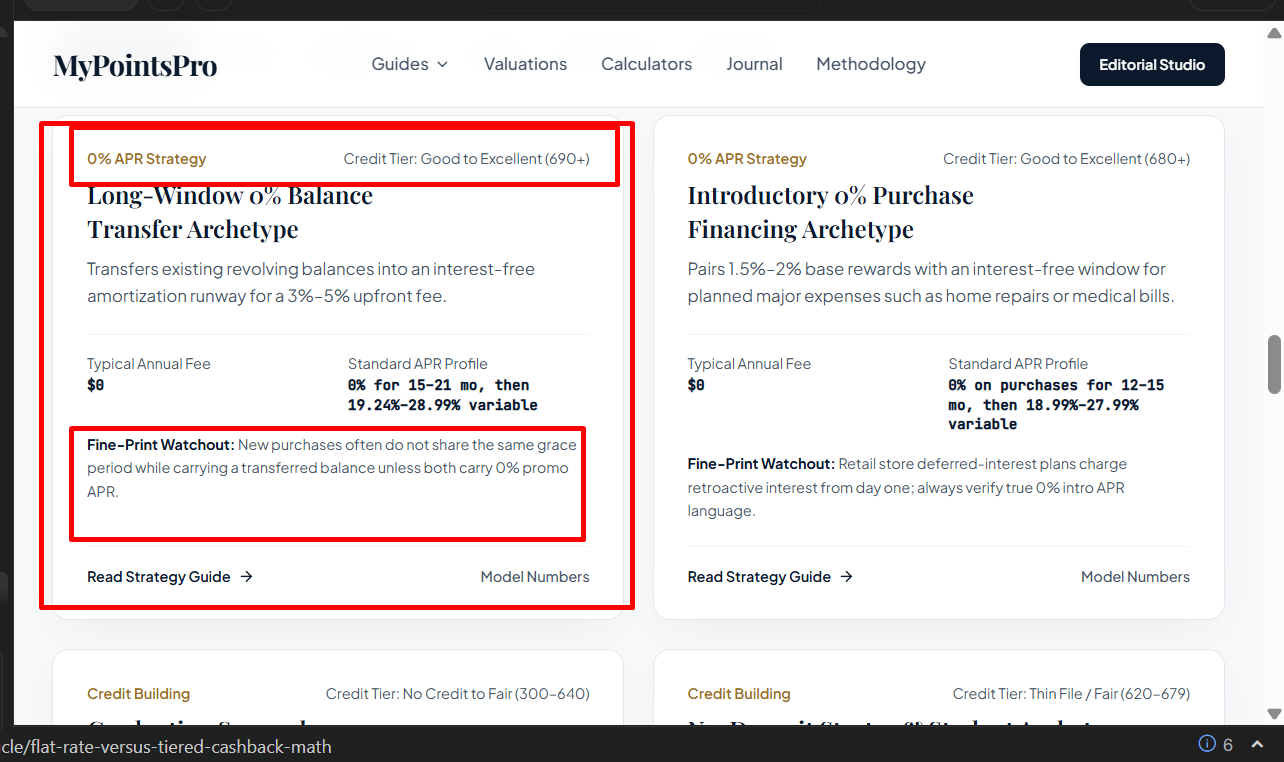 MyPointsPro
Guides
Valuations
Calculators
Journal
Methodology
Editorial Studio
0% APR Strategy
Credit Tier: Good to Excellent (690+)
Long-Window 0% Balance
Transfer Archetype
Transfers existing revolving balances into an interest-free
amortization runway for a 3%–5% upfront fee.
Typical Annual Fee
$0
Standard APR Profile
0% for 15–21 mo, then
19.24%–28.99% variable
Fine-Print Watchout: New purchases often do not share the same grace
period while carrying a transferred balance unless both carry 0% promo
APR.
Read Strategy Guide →
Model Numbers
0% APR Strategy
Credit Tier: Good to Excellent (680+)
Introductory 0% Purchase
Financing Archetype
Pairs 1.5%–2% base rewards with an interest-free window for
planned major expenses such as home repairs or medical bills.
Typical Annual Fee
$0
Standard APR Profile
0% on purchases for 12–15
mo, then 18.99%–27.99%
variable
Fine-Print Watchout: Retail store deferred-interest plans charge
retroactive interest from day one; always verify true 0% intro APR
language.
Read Strategy Guide →
Model Numbers
Credit Building
Credit Tier: No Credit to Fair (300–640)
Credit Building
Credit Tier: Thin File / Fair (620–679)
cle/flat-rate-versus-tiered-cashback-math
6